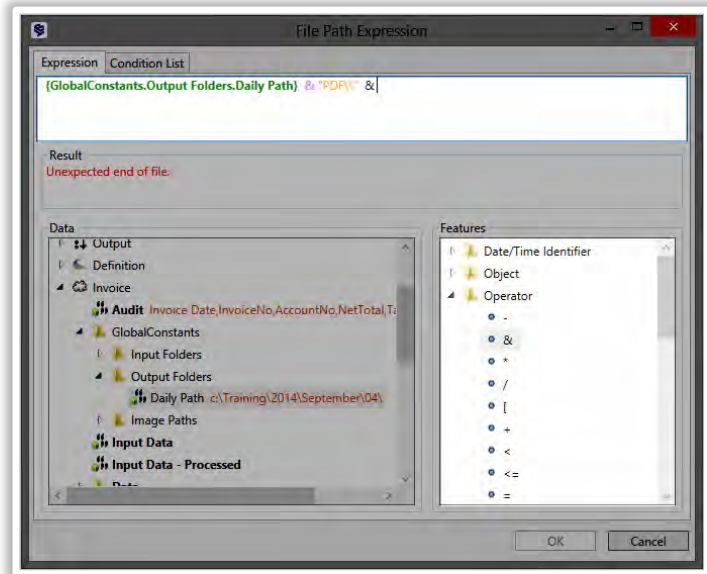 File Path Expression
Expression Condition List
{GlobalConstants.Output Folders.Daily Path} & "PDF\\" &
Result
Unexpected end of file.
Data
Output
Definition
Invoice
Audit Invoice Date,InvoiceNo,AccountNo,NetTotal,Ta
GlobalConstants
Input Folders
Output Folders
Daily Path c:\Training\2014\September\04\
Image Paths
Input Data
Input Data - Processed
Data
Features
Date/Time Identifier
Object
Operator
-
&
*
/
[
+
<
<=
=
OK Cancel